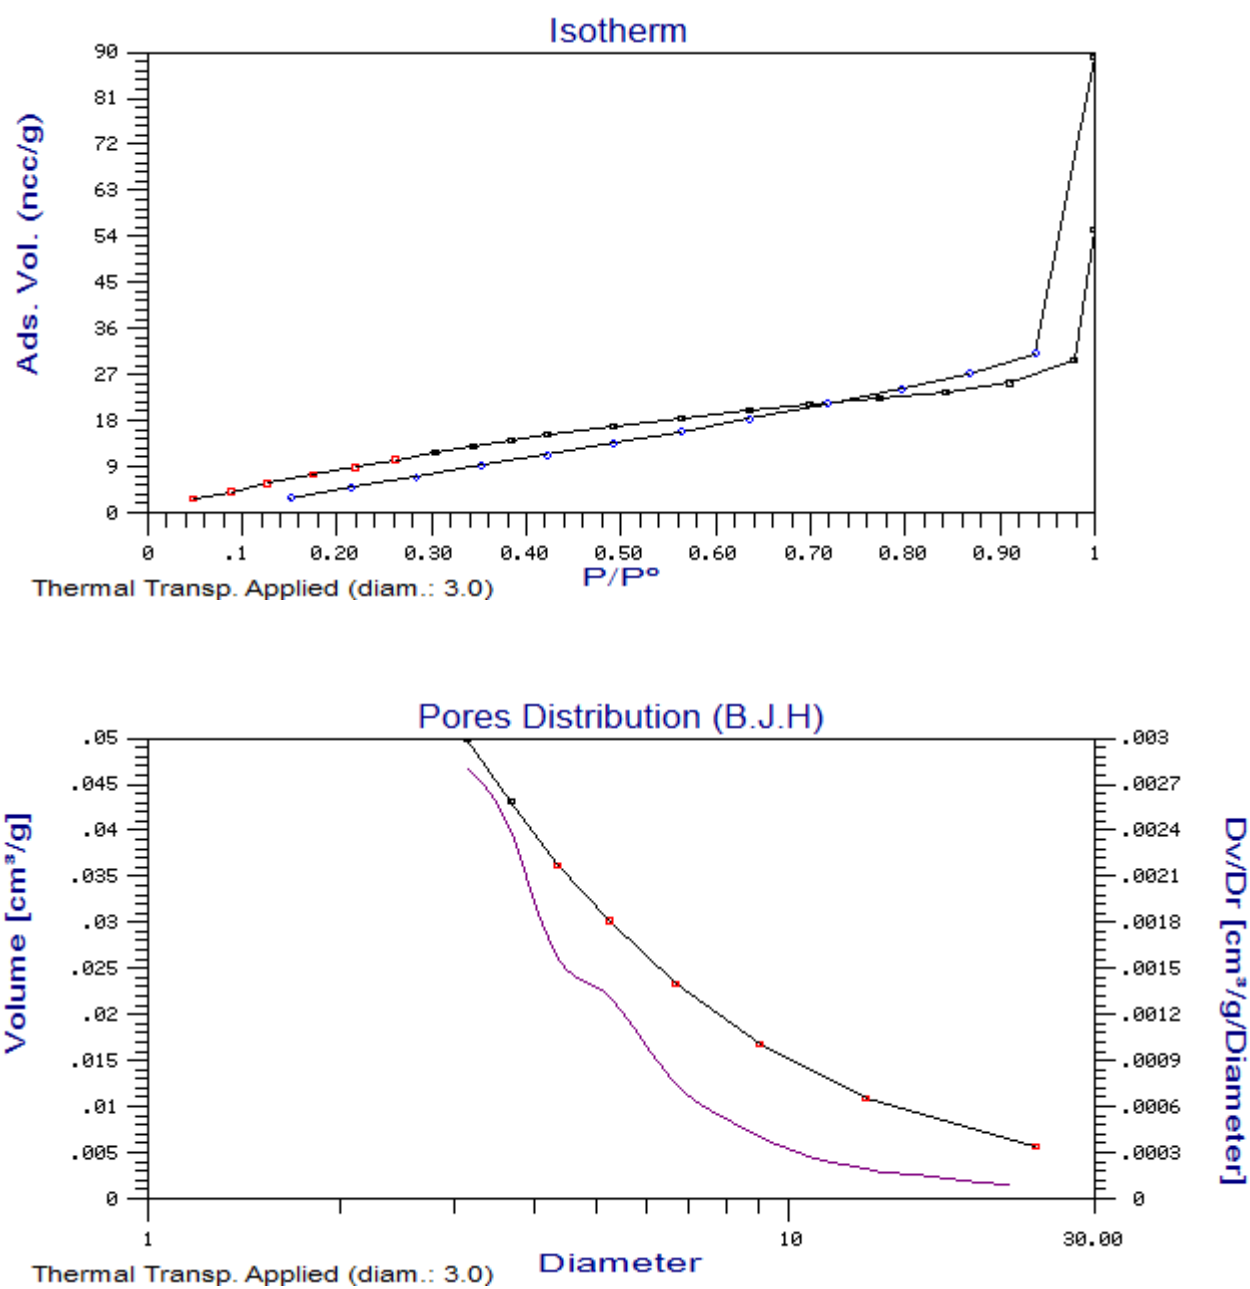 Isotherm
90
81
72
63
54
45
36
27
18
9
0
Ads. Vol. (ncc/g)
0 .1 0.20 0.30 0.40 0.50 0.60 0.70 0.80 0.90 1
P/P°
Thermal Transp. Applied (diam.: 3.0)
Pores Distribution (B.J.H)
.05 .003
.045 .0027
.04 .0024
.035 .0021
.03 .0018
.025 .0015
.02 .0012
.015 .0009
.01 .0006
.005 .0003
0 0
Volume [cm³/g]
Dv/Dr [cm³/g/Diameter]
1 10 30.00
Diameter
Thermal Transp. Applied (diam.: 3.0)